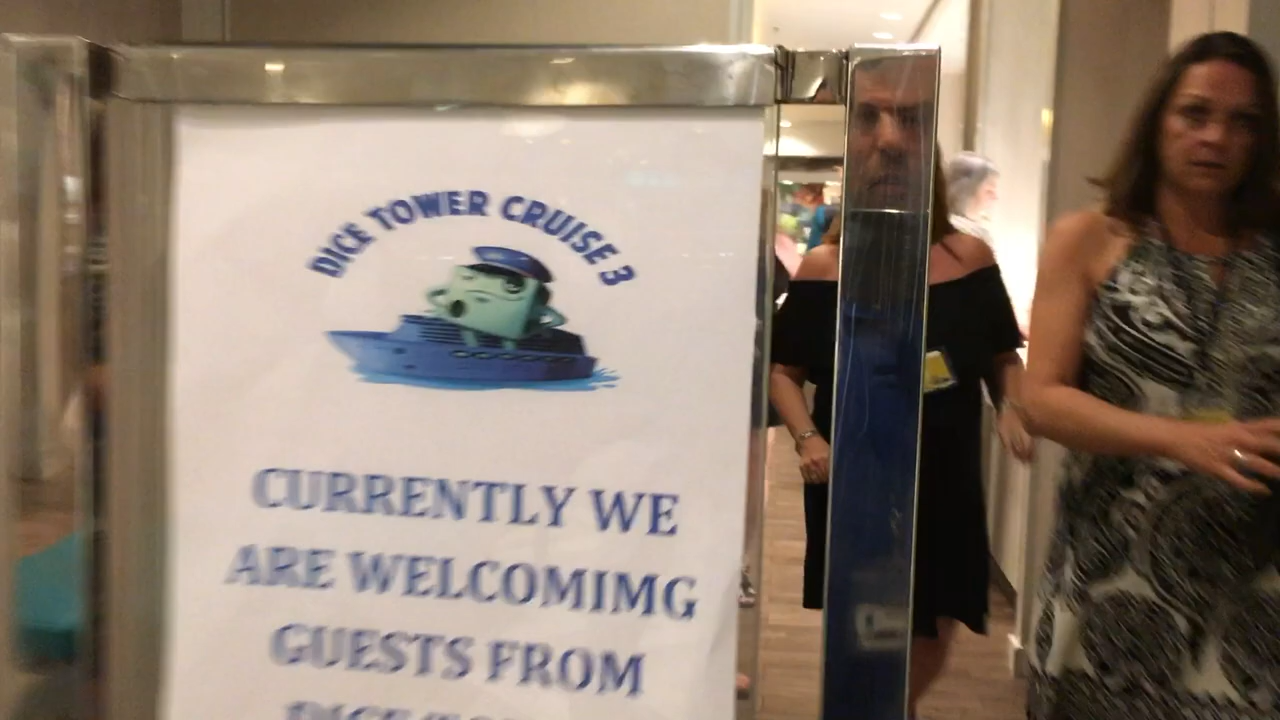 DICE TOWER CRUISE 3
CURRENTLY WE
ARE WELCOMIMG
GUESTS FROM